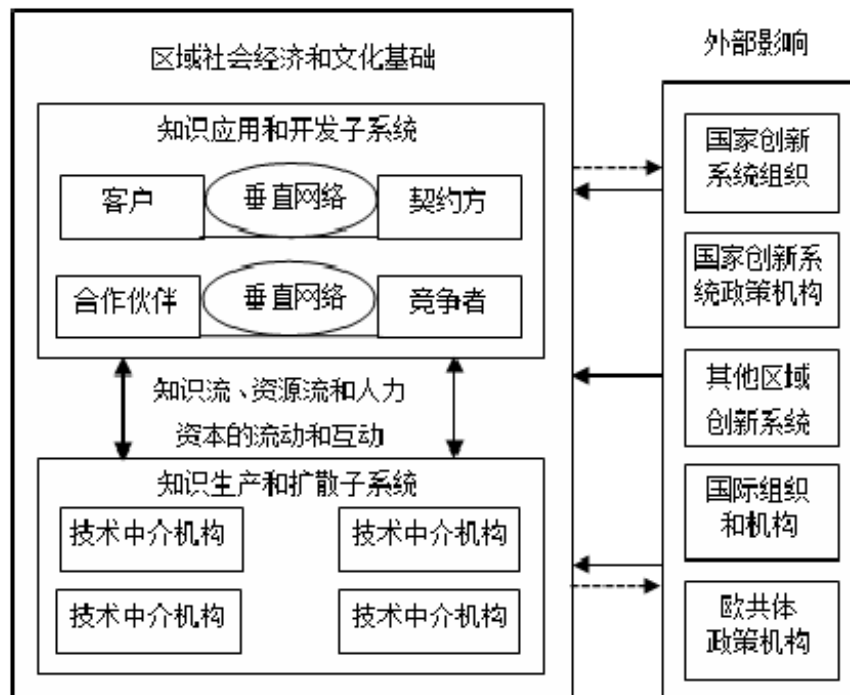 区域社会经济和文化基础
知识应用和开发子系统
客户
垂直网络
契约方
合作伙伴
垂直网络
竞争者
知识流、资源流和人力
资本的流动和互动
知识生产和扩散子系统
技术中介机构
技术中介机构
技术中介机构
技术中介机构
外部影响
国家创新
系统组织
国家创新系
统政策机构
其他区域
创新系统
国际组织
和机构
欧共体
政策机构